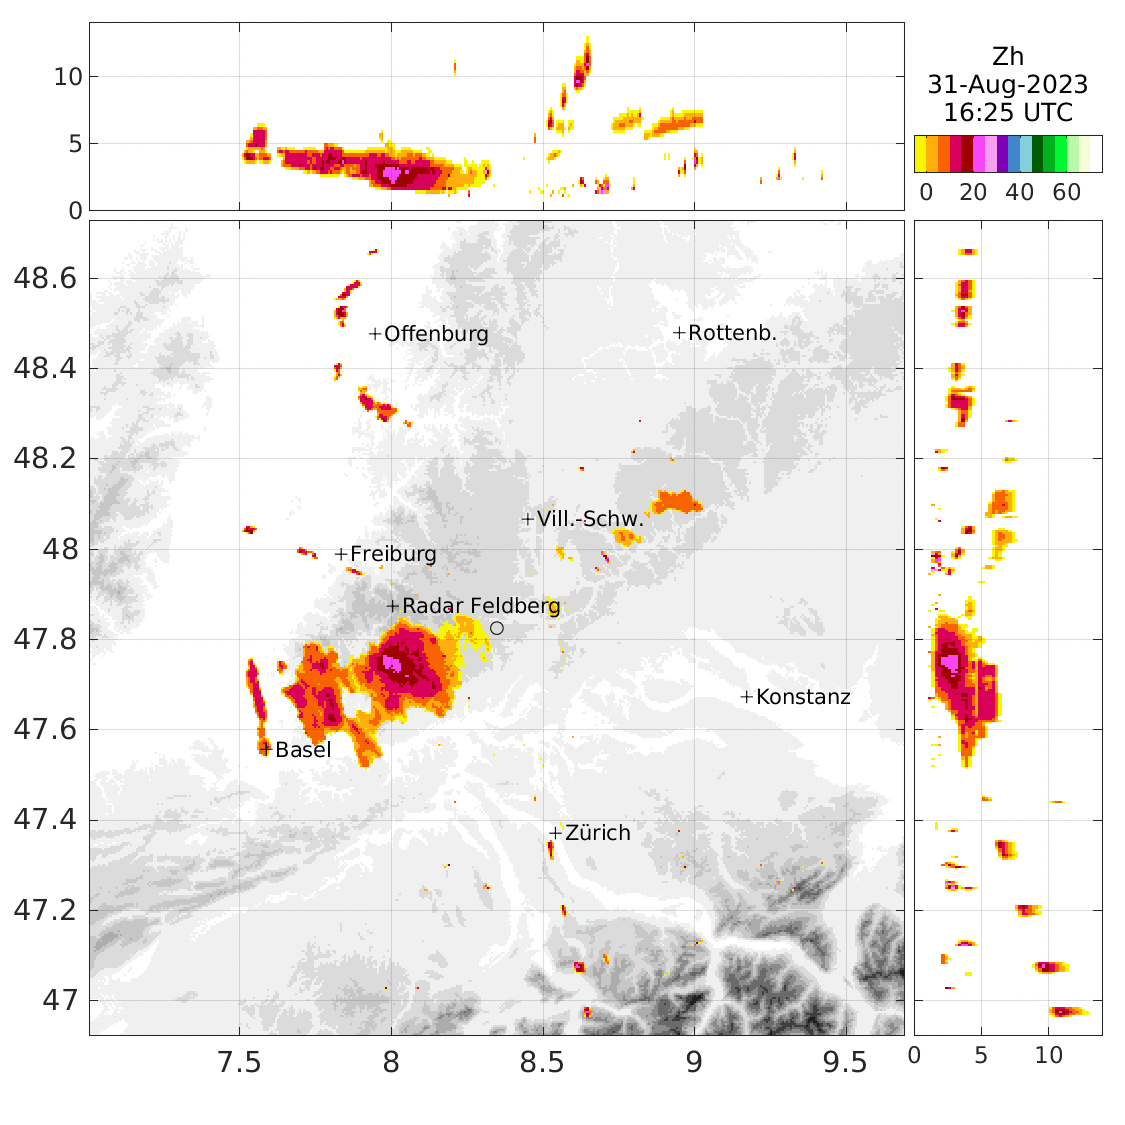 Zh
31-Aug-2023
16:25 UTC
0 20 40 60
10
5
0
48.6
48.4
48.2
48
47.8
47.6
47.4
47.2
47
Offenburg
Rottenb.
Vill.-Schw.
Freiburg
Radar Feldberg
Konstanz
Basel
Zürich
7.5 8 8.5 9 9.5
0 5 10